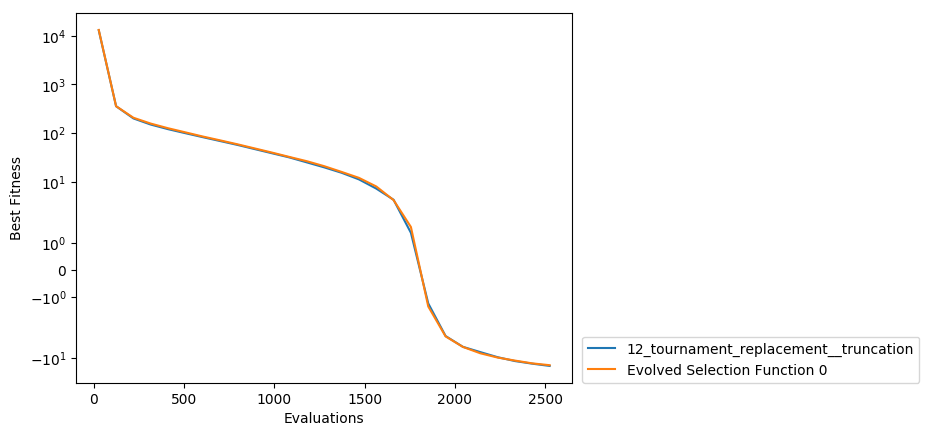 Best Fitness
10⁴
10³
10²
10¹
10⁰
0
−10⁰
−10¹
0 500 1000 1500 2000 2500
Evaluations
12_tournament_replacement__truncation
Evolved Selection Function 0